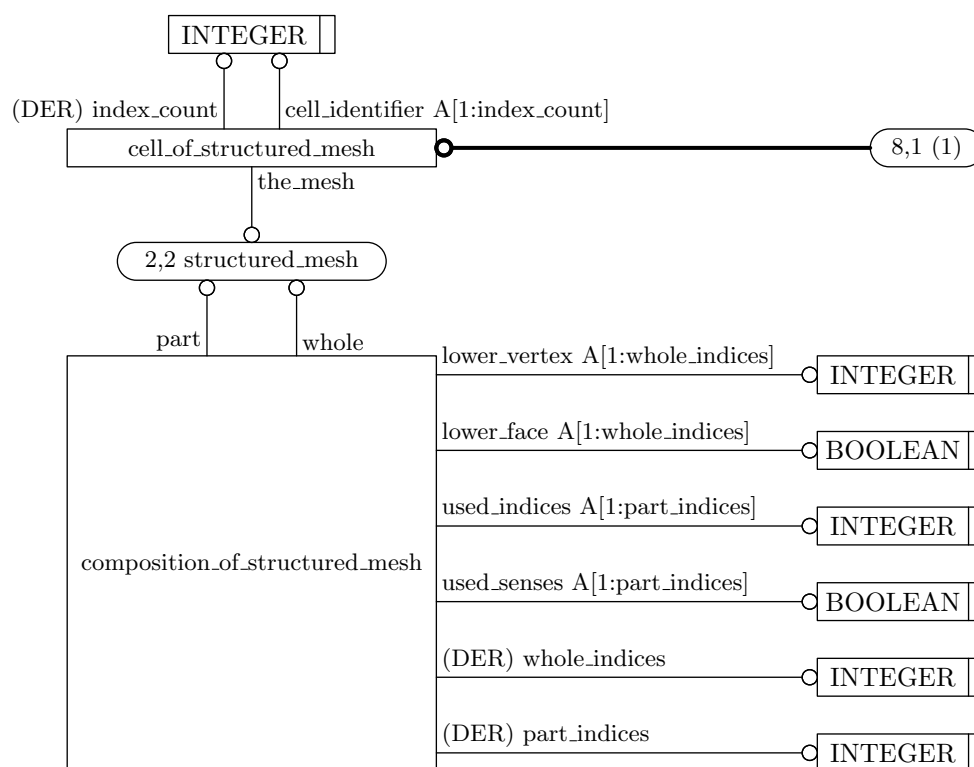 INTEGER
(DER) index_count
cell_identifier A[1:index_count]
cell_of_structured_mesh
8,1 (1)
the_mesh
2,2 structured_mesh
part
whole
lower_vertex A[1:whole_indices]
INTEGER
lower_face A[1:whole_indices]
BOOLEAN
used_indices A[1:part_indices]
INTEGER
composition_of_structured_mesh
used_senses A[1:part_indices]
BOOLEAN
(DER) whole_indices
INTEGER
(DER) part_indices
INTEGER